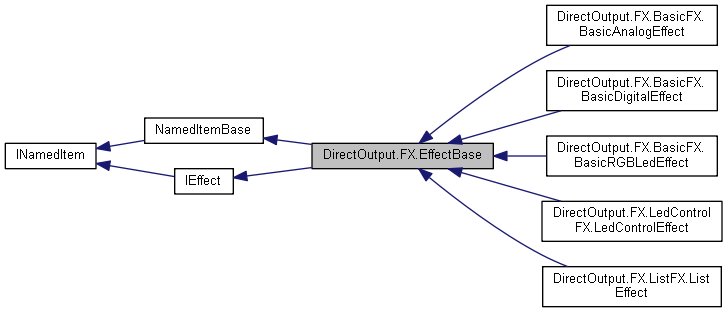 INamedItem
NamedItemBase
IEffect
DirectOutput.FX.EffectBase
DirectOutput.FX.BasicFX.
BasicAnalogEffect
DirectOutput.FX.BasicFX.
BasicDigitalEffect
DirectOutput.FX.BasicFX.
BasicRGBLedEffect
DirectOutput.FX.LedControl
FX.LedControlEffect
DirectOutput.FX.ListFX.List
Effect